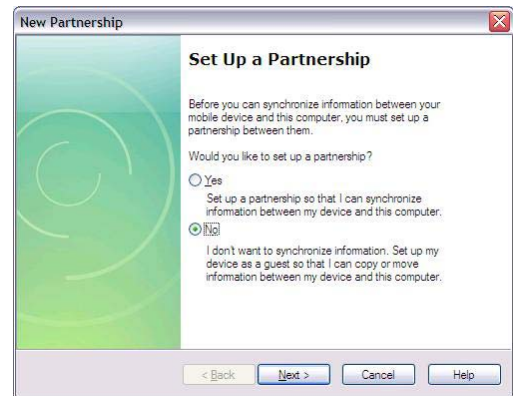 New Partnership
Set Up a Partnership
Before you can synchronize information between your
mobile device and this computer, you must set up a
partnership between them.
Would you like to set up a partnership?
Yes
Set up a partnership so that I can synchronize
information between my device and this computer.
No
I don't want to synchronize information. Set up my
device as a guest so that I can copy or move
information between my device and this computer.
< Back Next > Cancel Help